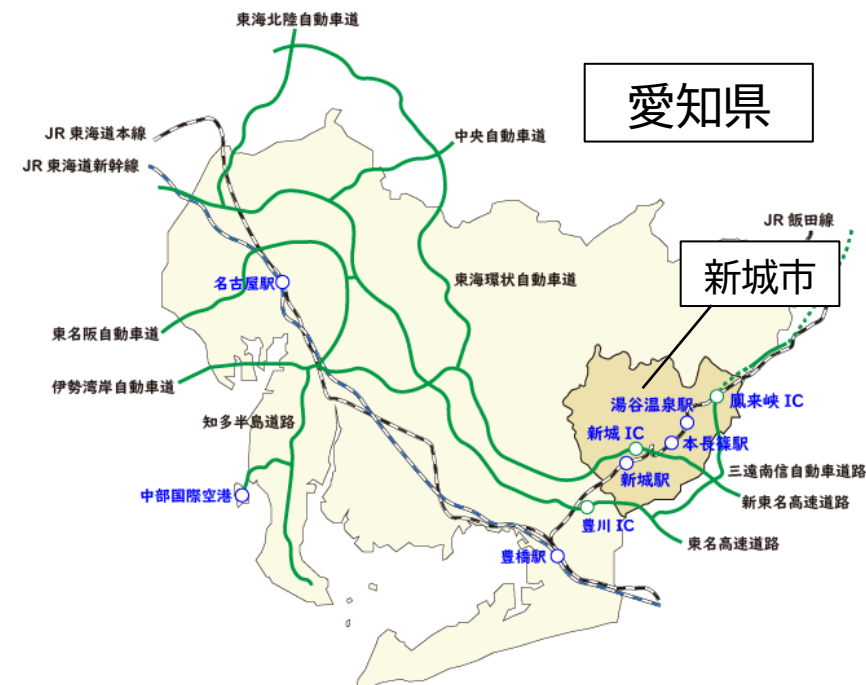 東海北陸自動車道
愛知県
JR 東海道本線
中央自動車道
JR 東海道新幹線
JR 飯田線
新城市
東海環状自動車道
名古屋駅
東名阪自動車道
伊勢湾岸自動車道
鳳来峡 IC
湯谷温泉駅
知多半島道路
新城 IC
本長篠駅
三遠南信自動車道路
新城駅
中部国際空港
新東名高速道路
豊川 IC
東名高速道路
豊橋駅